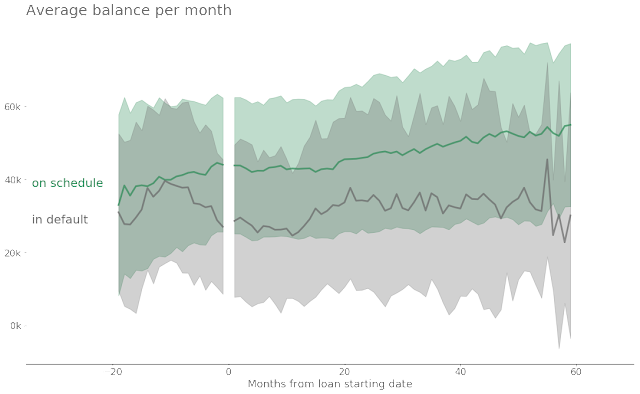 Average balance per month
60k
40k
on schedule
in default
20k
0k
20
0
20
40
60
Months from loan starting date